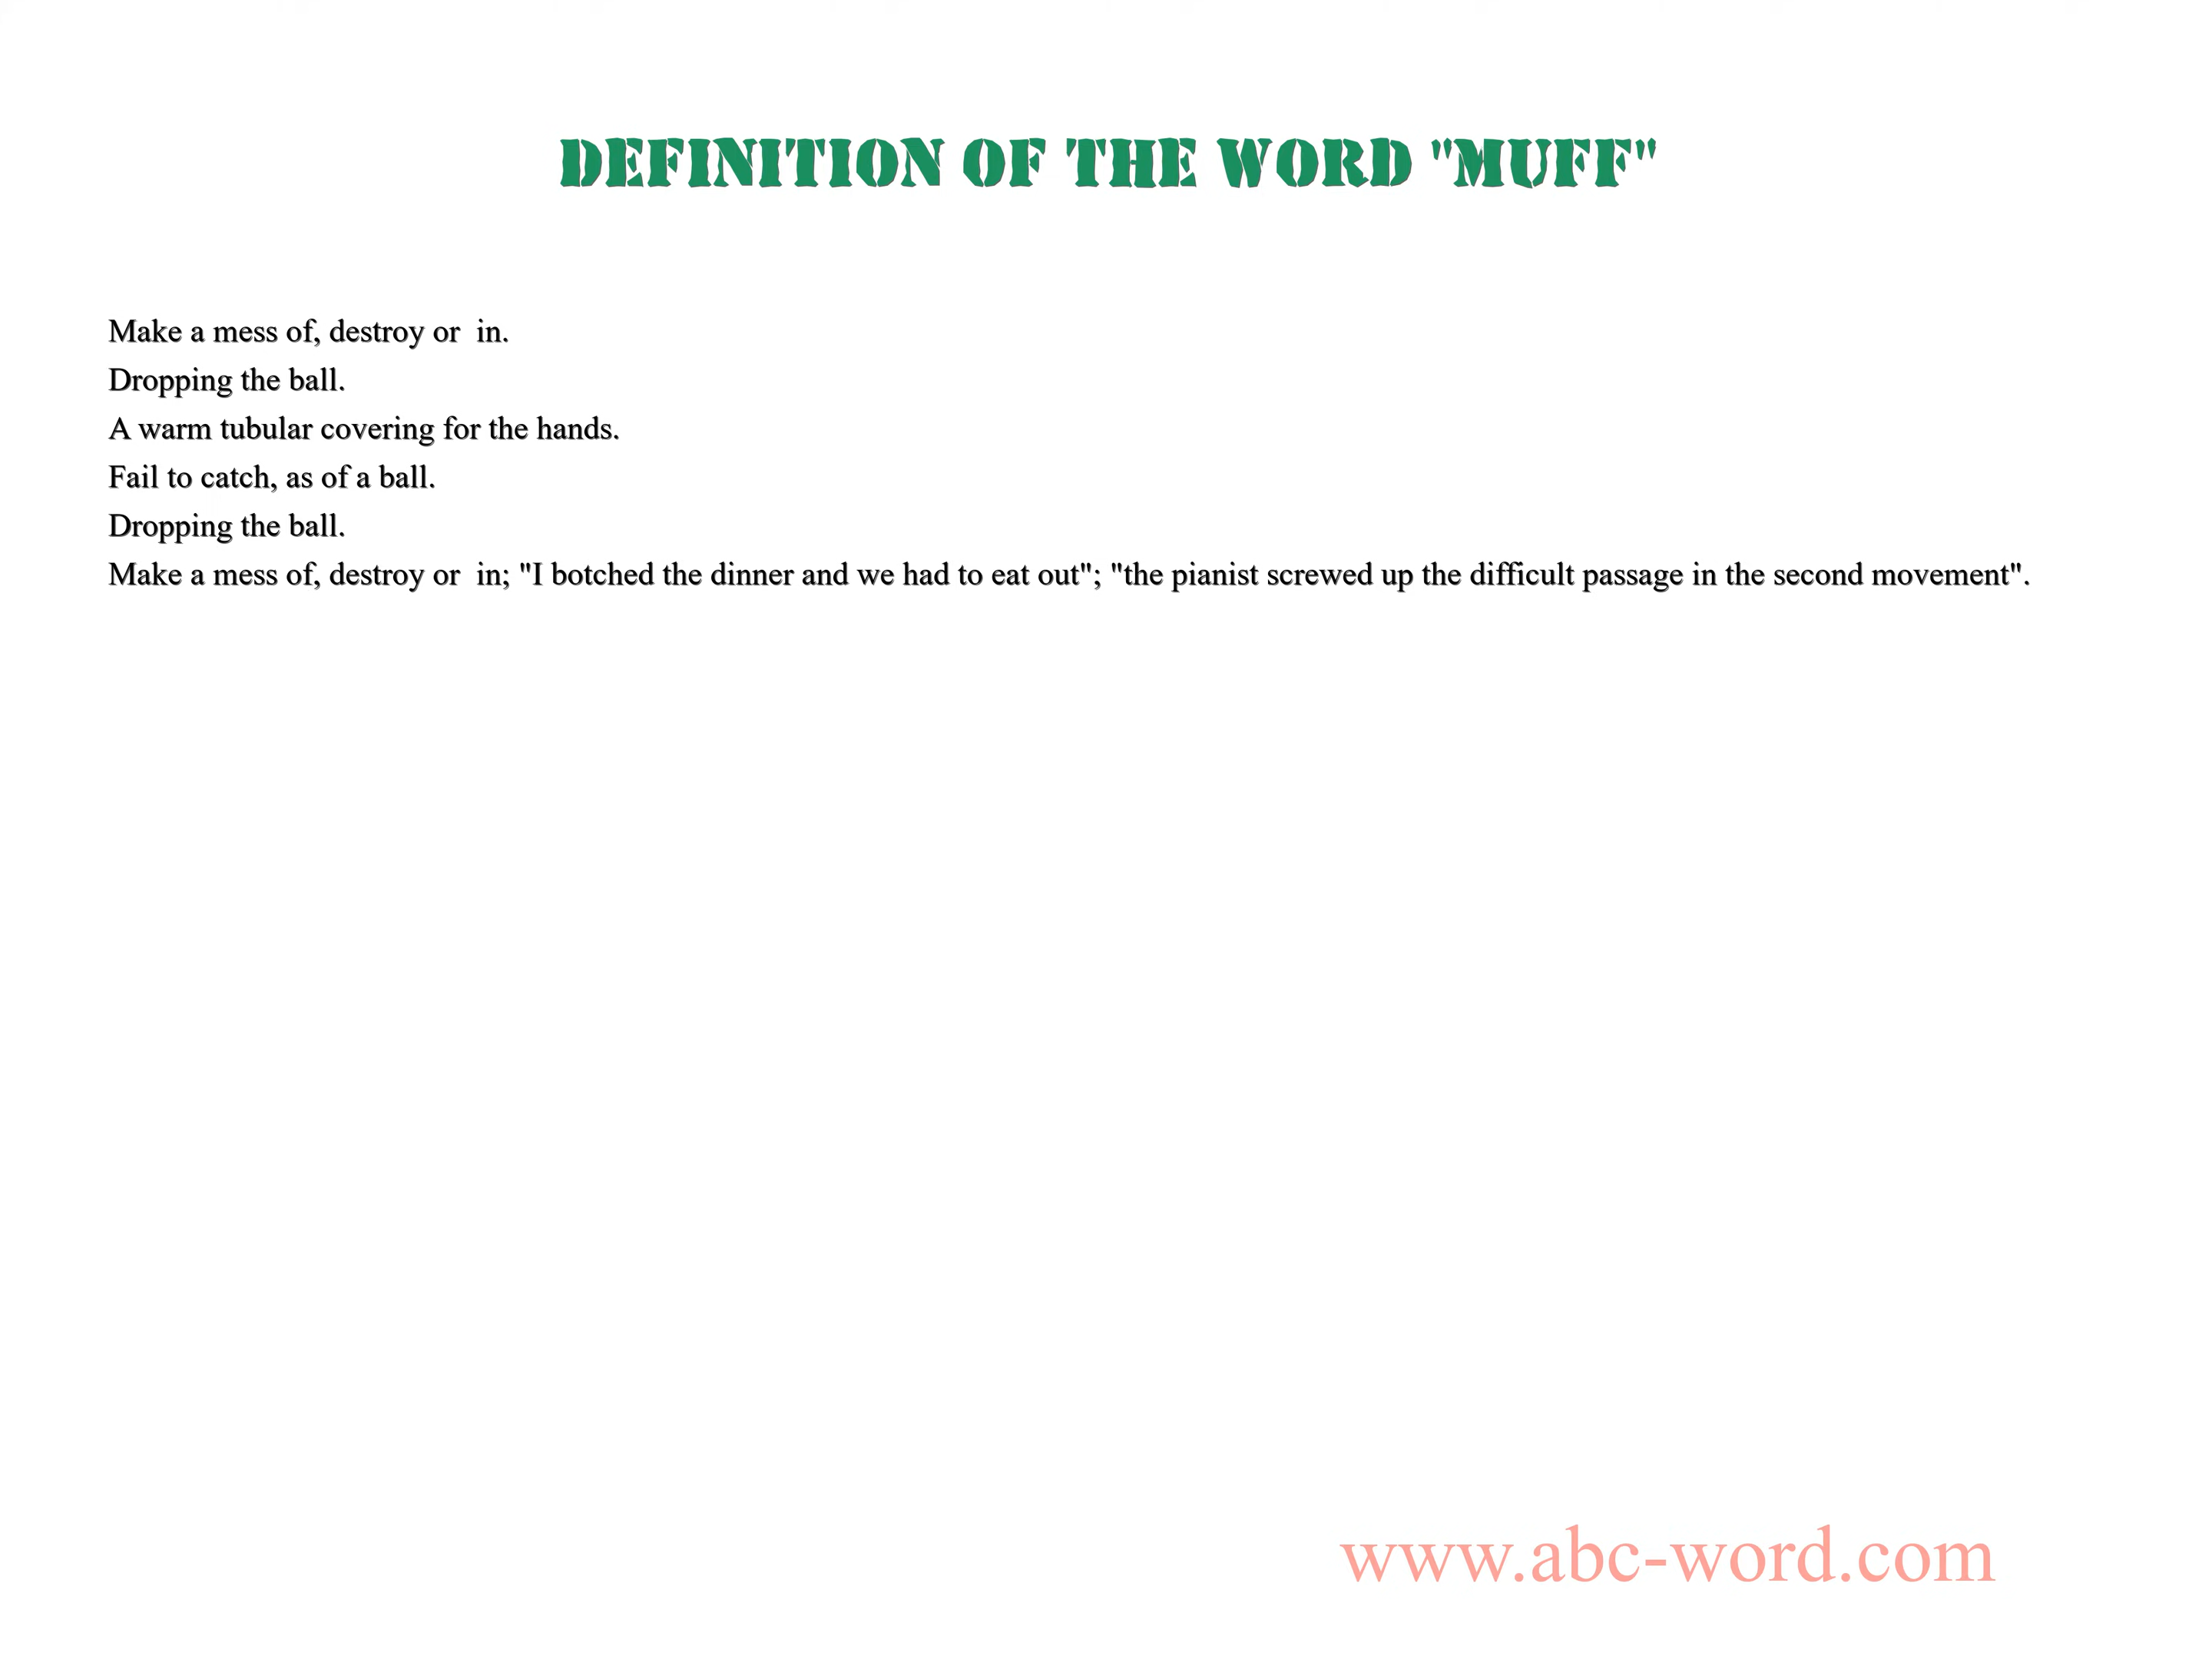 DEFINITION OF THE WORD "MUFF"
Make a mess of, destroy or  in.
Dropping the ball.
A warm tubular covering for the hands.
Fail to catch, as of a ball.
Dropping the ball.
Make a mess of, destroy or  in; "I botched the dinner and we had to eat out"; "the pianist screwed up the difficult passage in the second movement".
www.abc-word.com